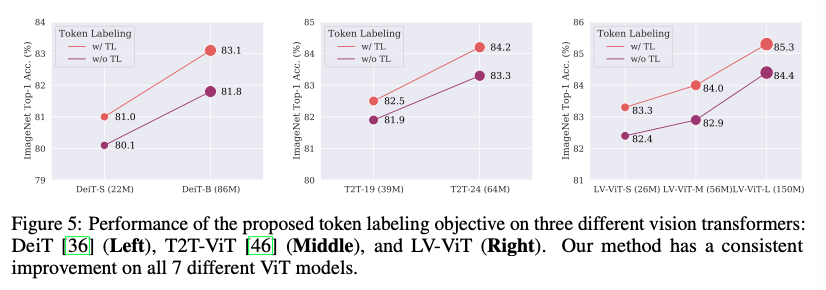 84
83
82
81
80
79
ImageNet Top-1 Acc. (%)
Token Labeling
w/ TL
w/o TL
83.1
81.8
81.0
80.1
DeiT-S (22M)
DeiT-B (86M)
85
84
83
82
81
80
ImageNet Top-1 Acc. (%)
Token Labeling
w/ TL
w/o TL
84.2
83.3
82.5
81.9
T2T-19 (39M)
T2T-24 (64M)
86
85
84
83
82
81
ImageNet Top-1 Acc. (%)
Token Labeling
w/ TL
w/o TL
85.3
84.4
84.0
83.3
82.9
82.4
LV-ViT-S (26M)
LV-ViT-M (56M)
LV-ViT-L (150M)
Figure 5: Performance of the proposed token labeling objective on three different vision transformers:
DeiT [36] (Left), T2T-ViT [46] (Middle), and LV-ViT (Right). Our method has a consistent
improvement on all 7 different ViT models.